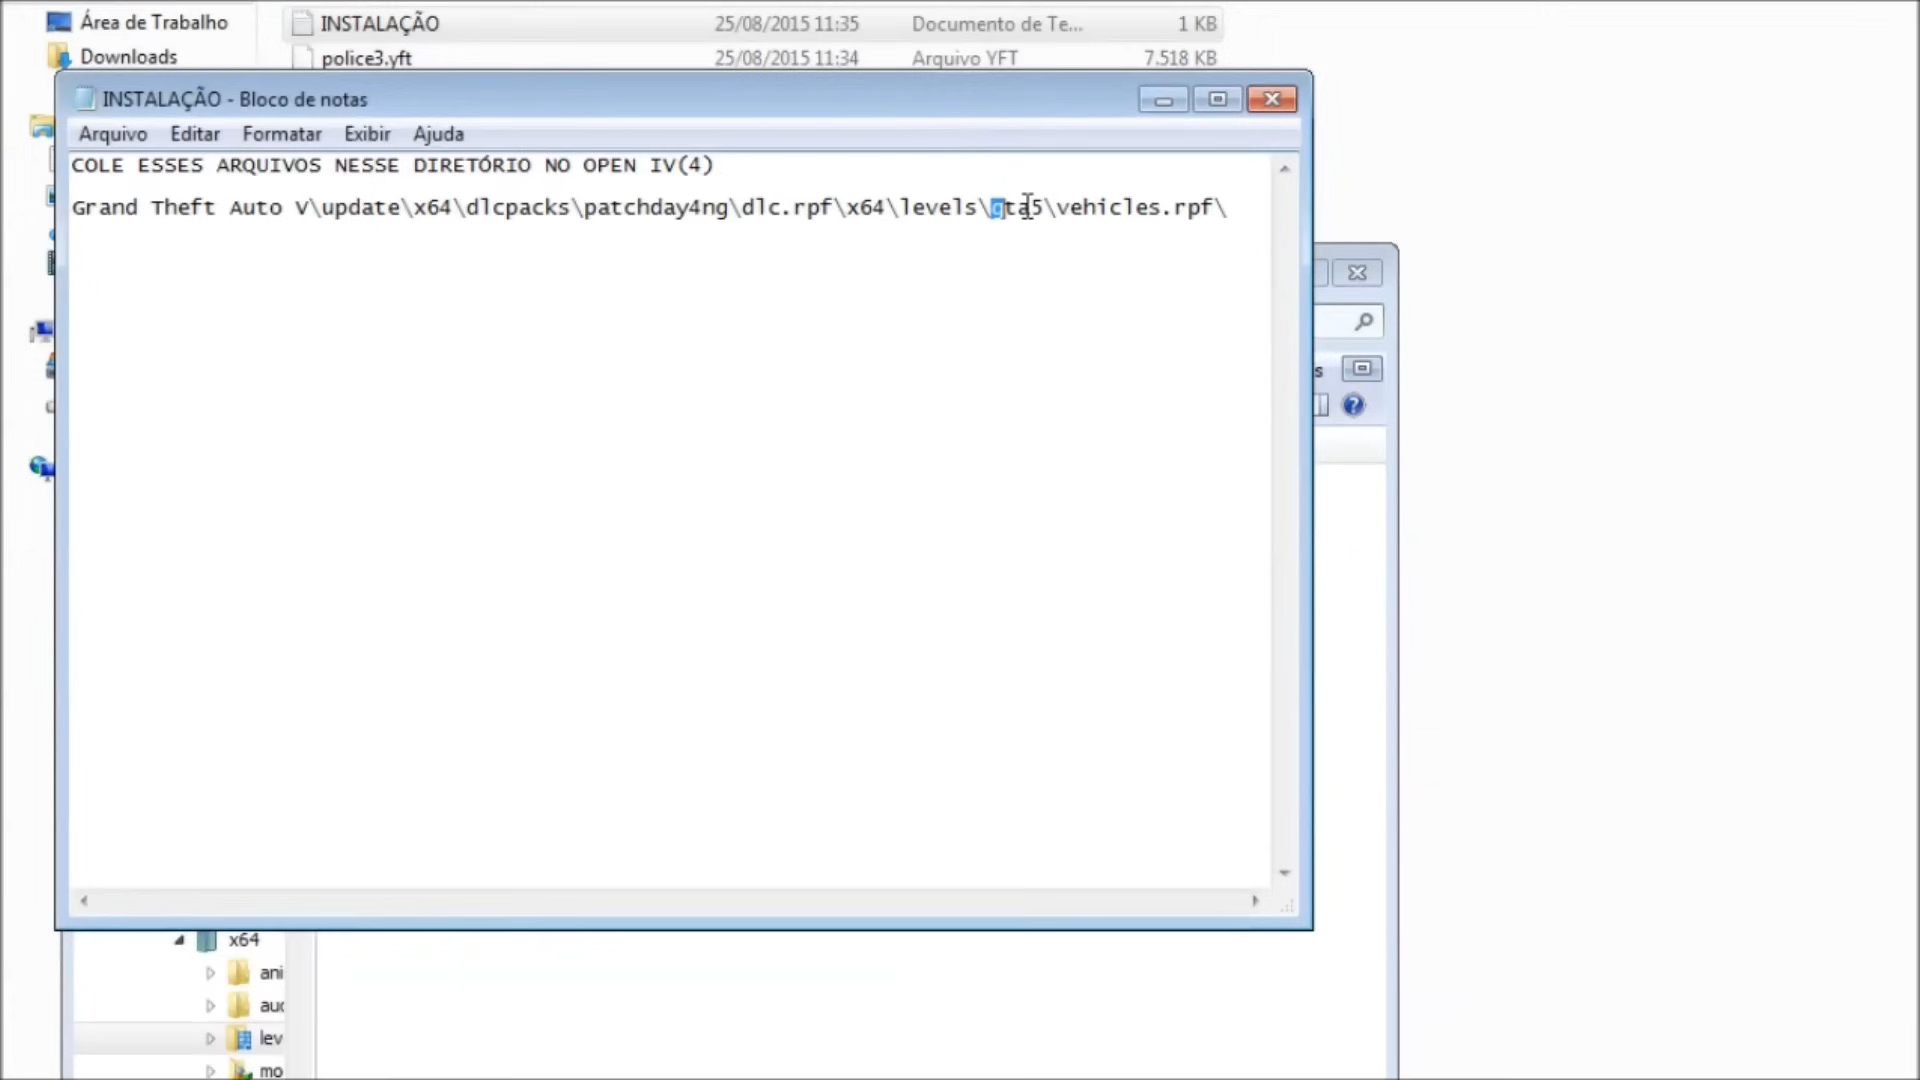 Área de Trabalho
INSTALAÇÃO 25/08/2015 11:35 Documento de Te... 1 KB
Downloads
police3.yft 25/08/2015 11:34 Arquivo YFT 7.518 KB
INSTALAÇÃO - Bloco de notas
Arquivo Editar Formatar Exibir Ajuda
COLE ESSES ARQUIVOS NESSE DIRETÓRIO NO OPEN IV(4)
Grand Theft Auto V\update\x64\dlcpacks\patchday4ng\dlc.rpf\x64\levels\gta5\vehicles.rpf\
s
x64
ani
aud
lev
mo